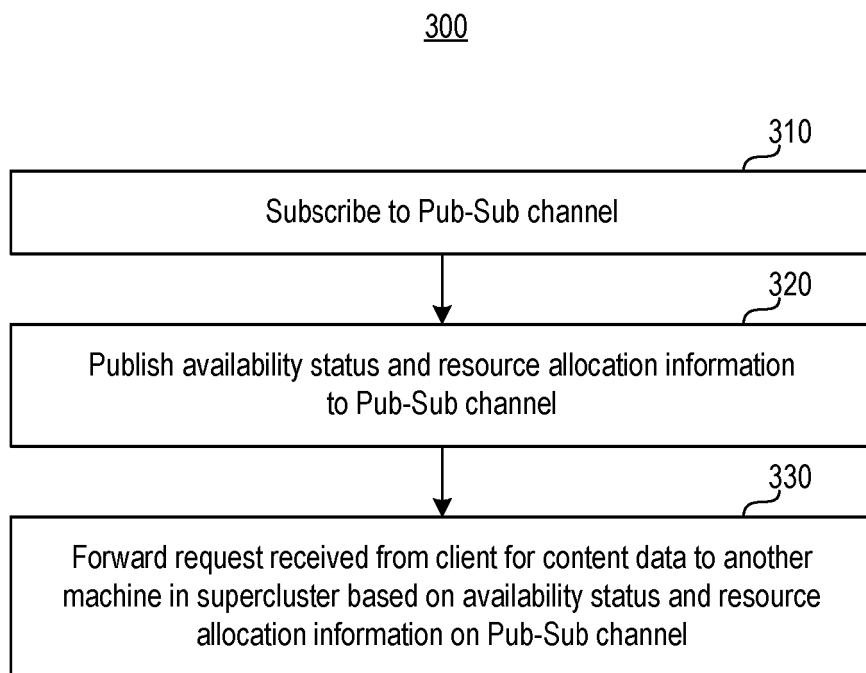 300
310
Subscribe to Pub-Sub channel
320
Publish availability status and resource allocation information
to Pub-Sub channel
330
Forward request received from client for content data to another
machine in supercluster based on availability status and resource
allocation information on Pub-Sub channel